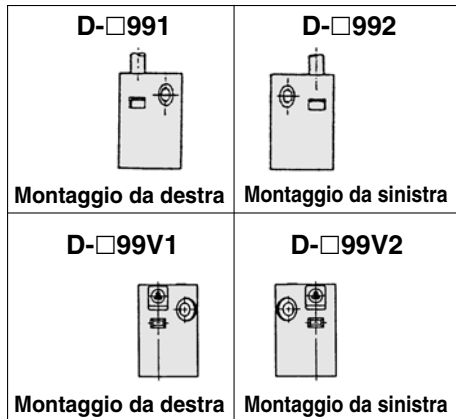 D-□991
Montaggio da destra
D-□992
Montaggio da sinistra
D-□99V1
Montaggio da destra
D-□99V2
Montaggio da sinistra